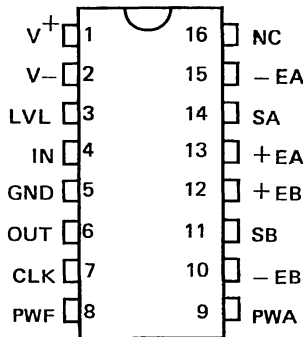 V+ 1 16 NC
V- 2 15 -EA
LVL 3 14 SA
IN 4 13 +EA
GND 5 12 +EB
OUT 6 11 SB
CLK 7 10 -EB
PWF 8 9 PWA